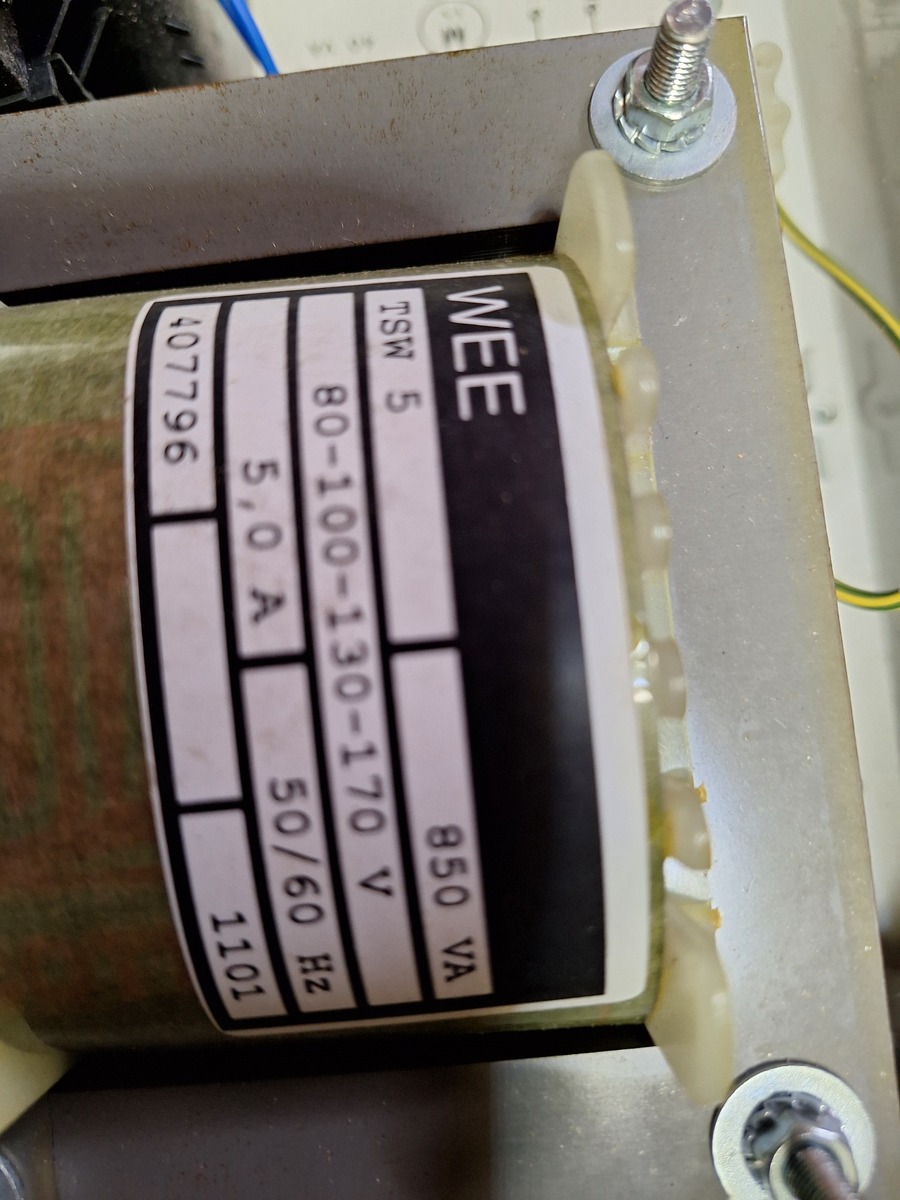 WEE
TSW 5 850 VA
80-100-130-170 V
5,0 A 50/60 Hz
407796 1101